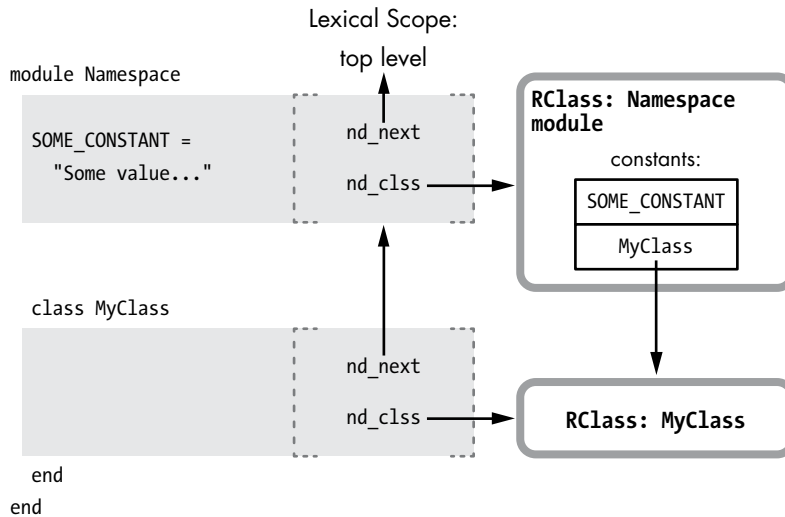 Lexical Scope:
top level
module Namespace
SOME_CONSTANT =
"Some value..."
nd_next
nd_clss
RClass: Namespace
module
constants:
SOME_CONSTANT
MyClass
class MyClass
nd_next
nd_clss
RClass: MyClass
end
end